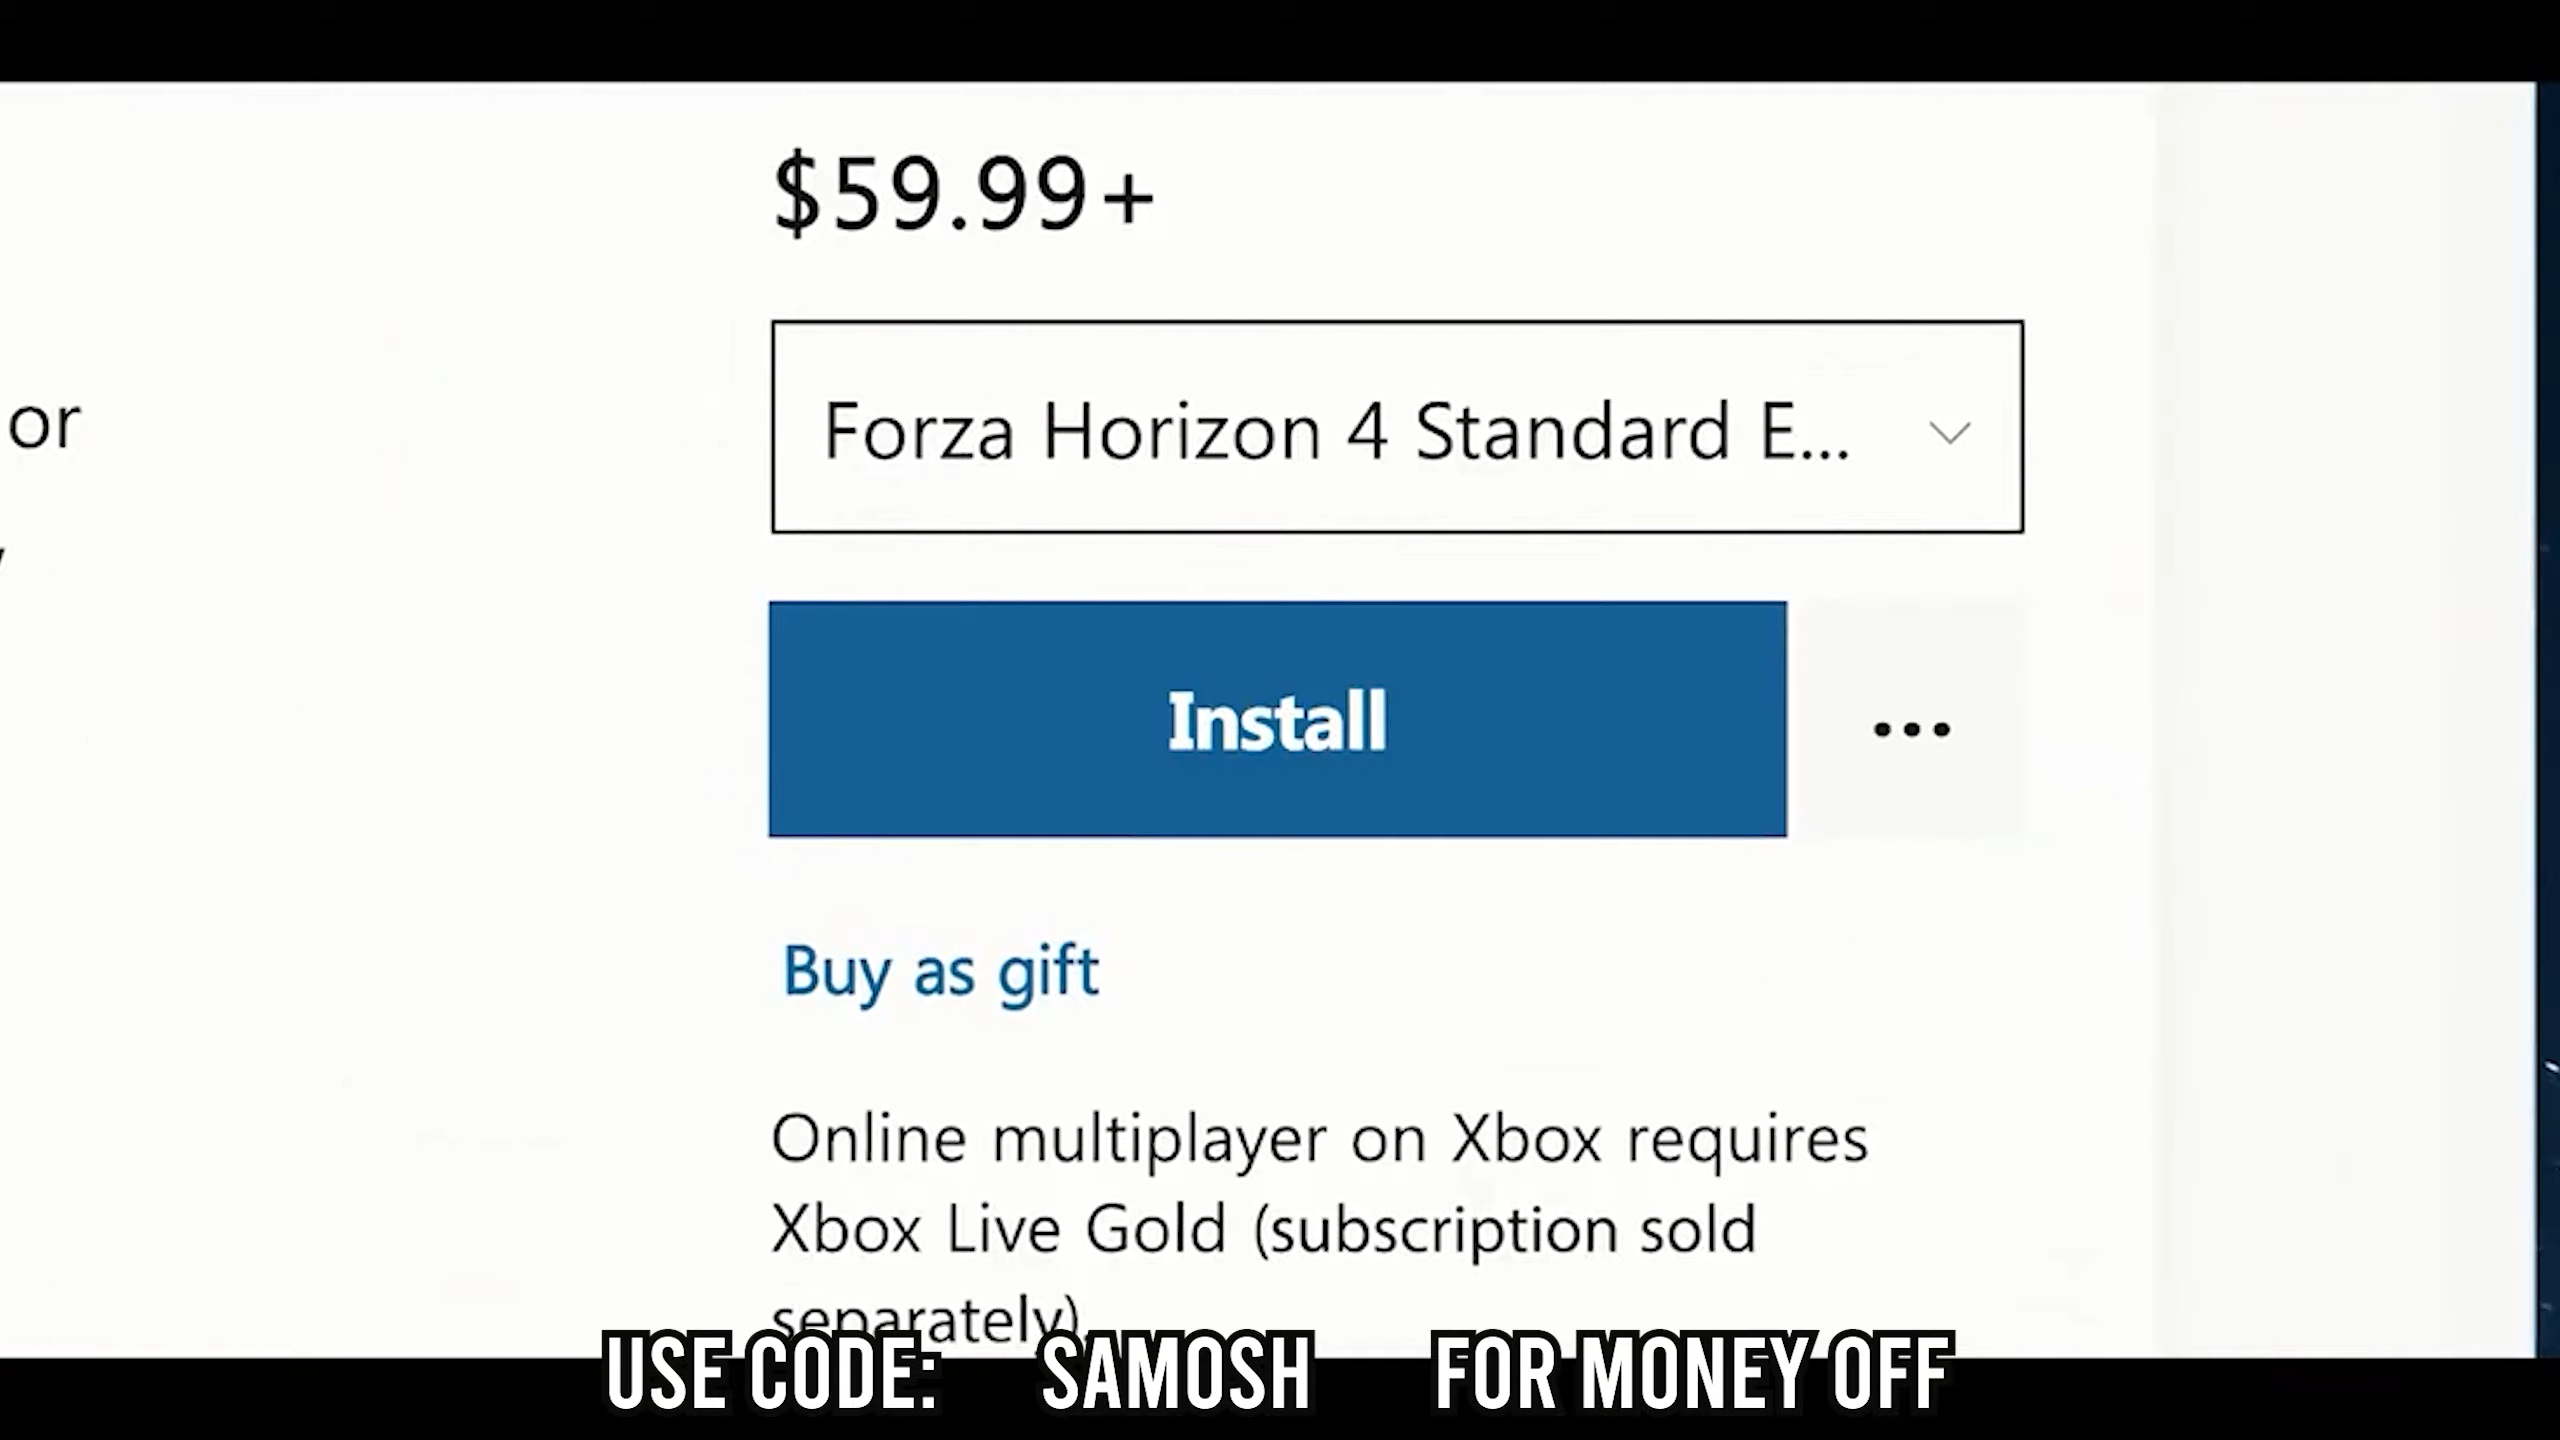 $59.99+
or
Forza Horizon 4 Standard E...
Install
Buy as gift
Online multiplayer on Xbox requires
Xbox Live Gold (subscription sold
separately).
USE CODE: SAMOSH FOR MONEY OFF